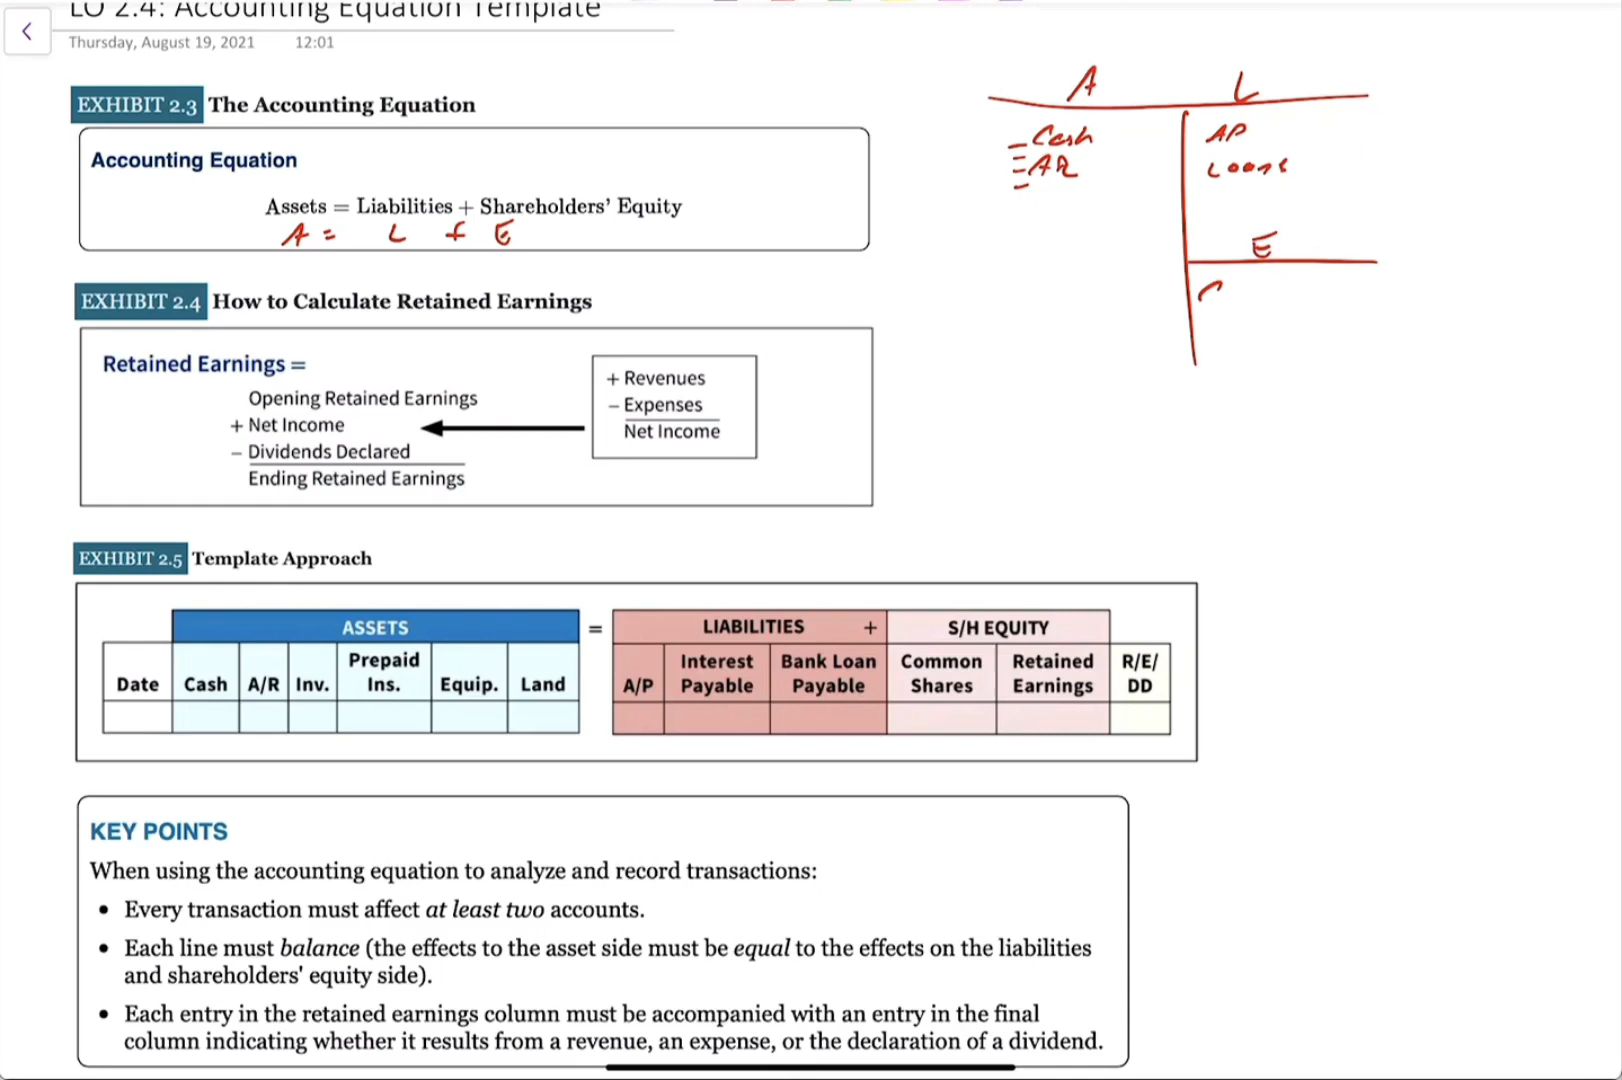 LO 2.4: Accounting Equation Template
Thursday, August 19, 2021 12:01
EXHIBIT 2.3 The Accounting Equation
Accounting Equation
Assets = Liabilities + Shareholders' Equity
A = L + E
A L
Cash
AR
AP
Loans
E
EXHIBIT 2.4 How to Calculate Retained Earnings
Retained Earnings =
Opening Retained Earnings
+ Net Income
– Dividends Declared
Ending Retained Earnings
+ Revenues
– Expenses
Net Income
EXHIBIT 2.5 Template Approach
ASSETS = LIABILITIES + S/H EQUITY
Date Cash A/R Inv. Prepaid Ins. Equip. Land A/P Interest Payable Bank Loan Payable Common Shares Retained Earnings R/E/ DD
KEY POINTS
When using the accounting equation to analyze and record transactions:
• Every transaction must affect at least two accounts.
• Each line must balance (the effects to the asset side must be equal to the effects on the liabilities
and shareholders' equity side).
• Each entry in the retained earnings column must be accompanied with an entry in the final
column indicating whether it results from a revenue, an expense, or the declaration of a dividend.